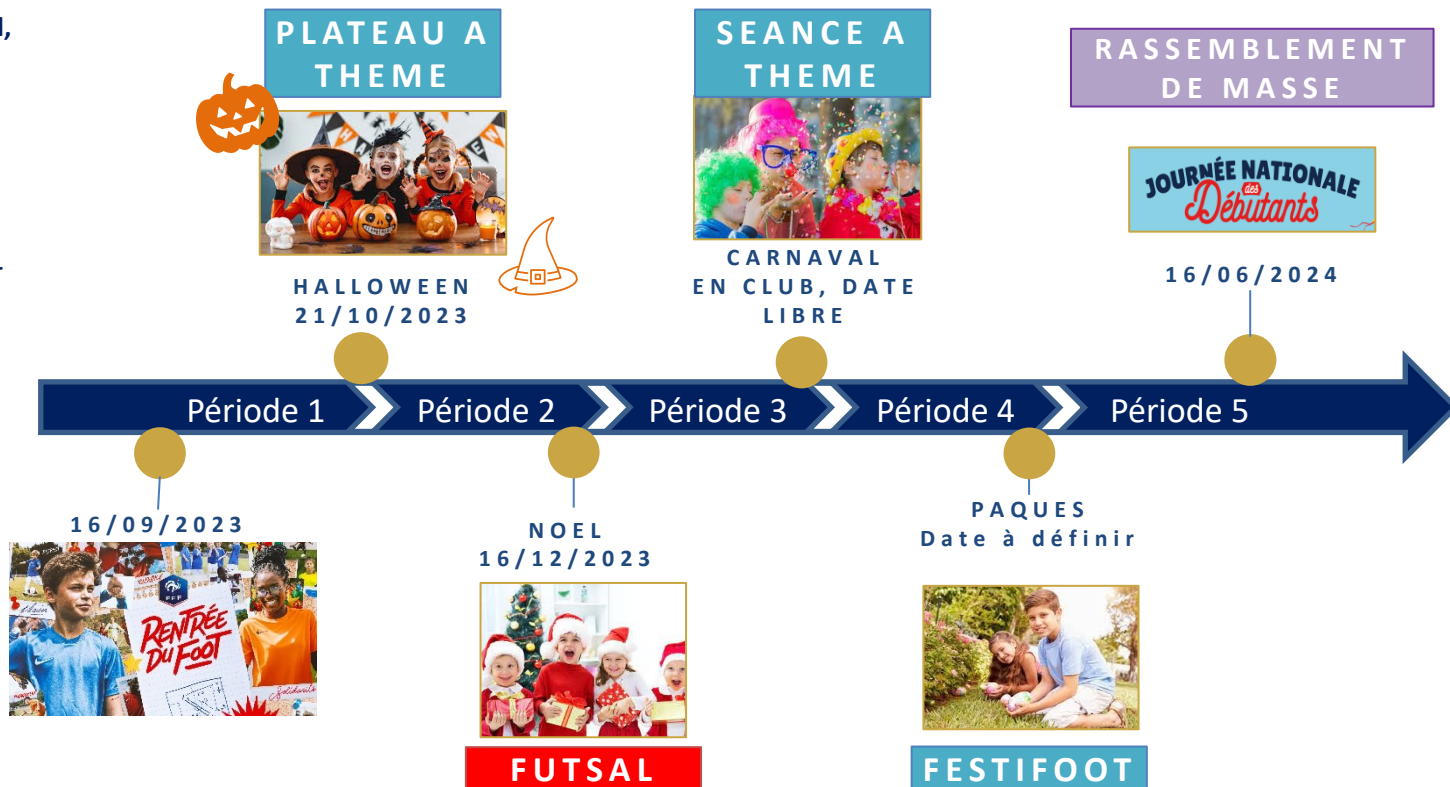 PLATEAU A
THEME
SEANCE A
THEME
RASSEMBLEMENT
DE MASSE
JOURNÉE NATIONALE
des
Débutants
HALLOWEEN
21/10/2023
CARNAVAL
EN CLUB, DATE
LIBRE
16/06/2024
Période 1
Période 2
Période 3
Période 4
Période 5
16/09/2023
FFF
RENTRÉE
DU FOOT
NOEL
16/12/2023
PAQUES
Date à définir
FUTSAL
FESTIFOOT